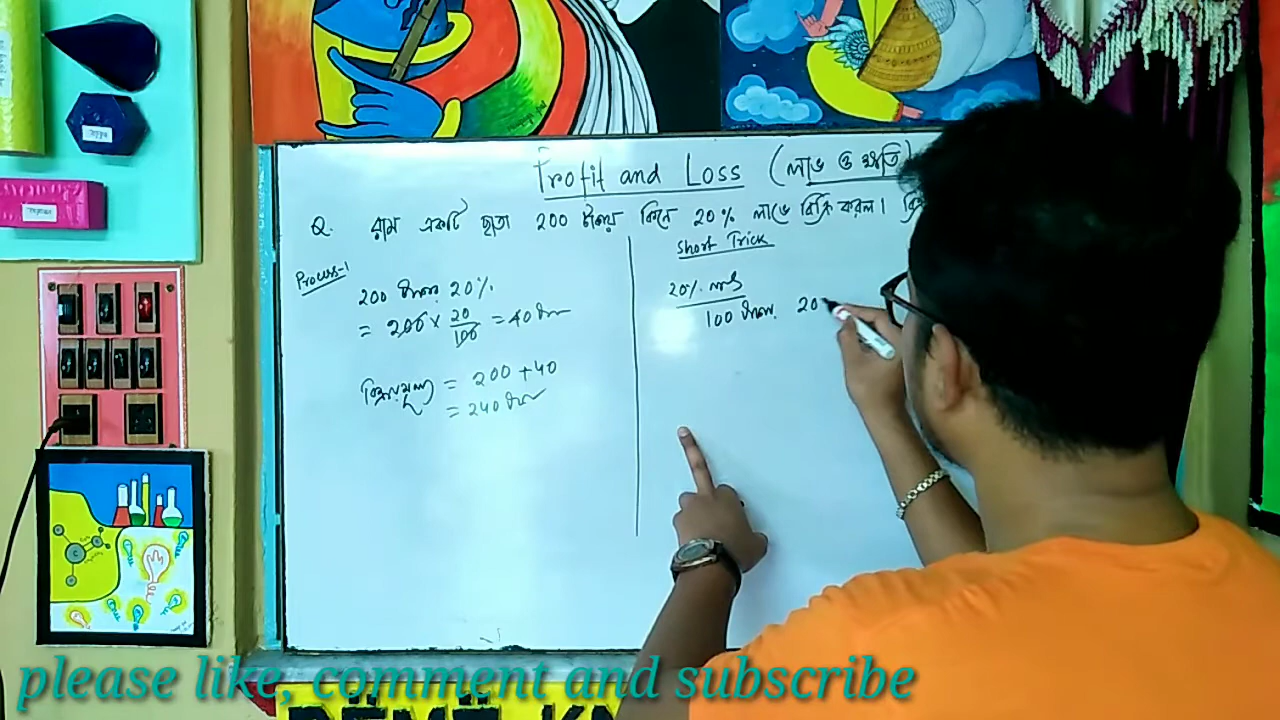 Profit and Loss (লাভ ও ক্ষতি)
Q. রাম একটি ছাতা 200 টাকায় কিনে 20% লাভে বিক্রি করল।
Short Trick
Process-1
200 টাকার 20%
= 200 × 20/100 = 40 টাকা
বিক্রয়মূল্য = 200 + 40
= 240 টাকা
20% লাভে
100 টাকায় 20
please like, comment and subscribe